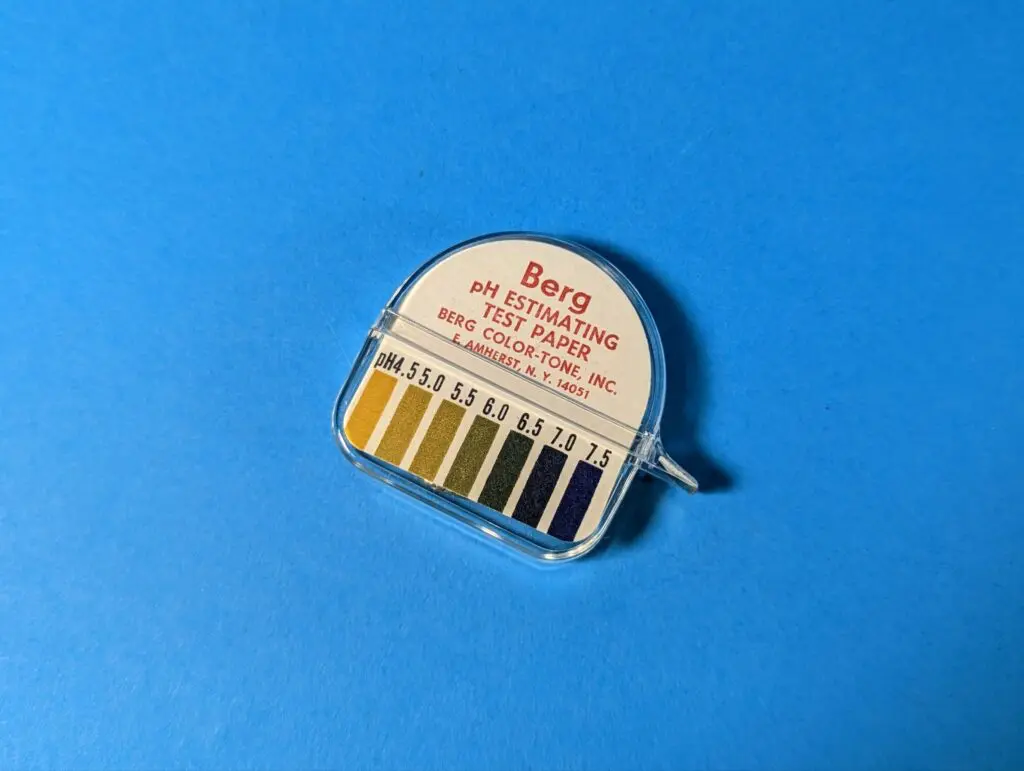 Berg
pH ESTIMATING
TEST PAPER
BERG COLOR-TONE, INC.
E. AMHERST, N. Y. 14051
pH4.5 5.0 5.5 6.0 6.5 7.0 7.5